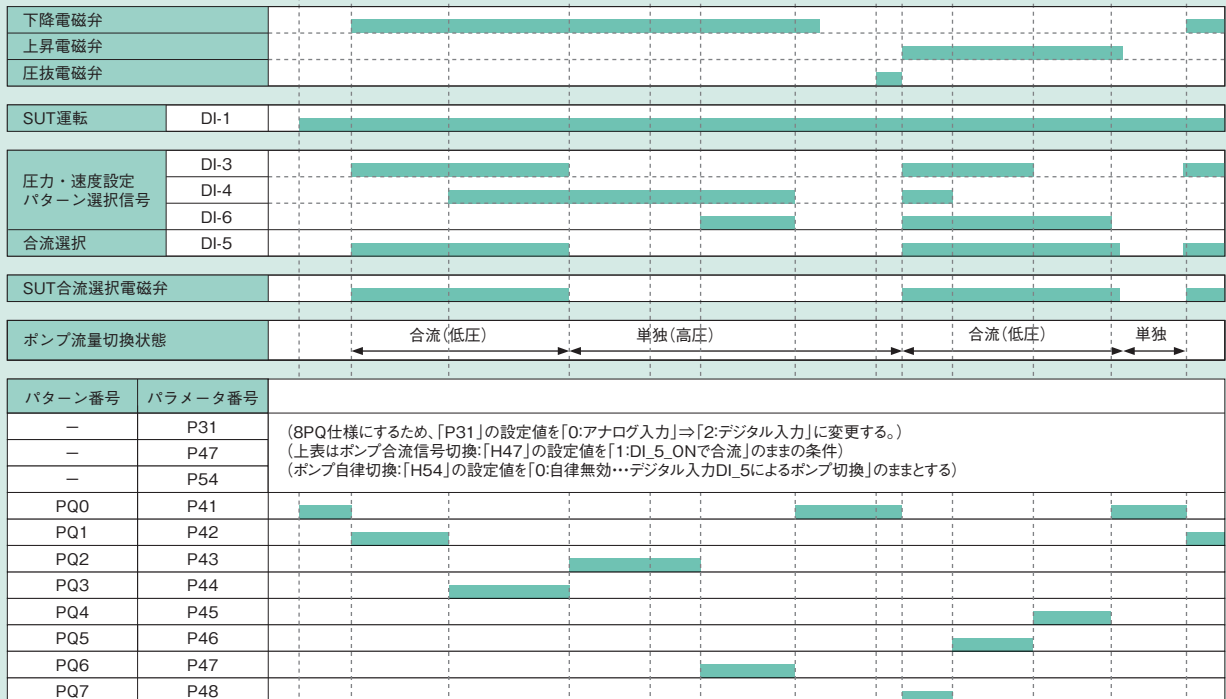 下降電磁弁
上昇電磁弁
圧抜電磁弁
SUT運転 DI-1
圧力・速度設定
パターン選択信号
DI-3
DI-4
DI-6
合流選択 DI-5
SUT合流選択電磁弁
ポンプ流量切換状態 合流(低圧) 単独(高圧) 合流(低圧) 単独
パターン番号 パラメータ番号
− P31
− P47
− P54
(8PQ仕様にするため、「P31」の設定値を「0:アナログ入力」⇒「2:デジタル入力」に変更する。)
(上表はポンプ合流信号切換:「H47」の設定値を「1:DI_5_ONで合流」のままの条件)
(ポンプ自律切換:「H54」の設定値を「0:自律無効・・・デジタル入力DI_5によるポンプ切換」のままとする)
PQ0 P41
PQ1 P42
PQ2 P43
PQ3 P44
PQ4 P45
PQ5 P46
PQ6 P47
PQ7 P48